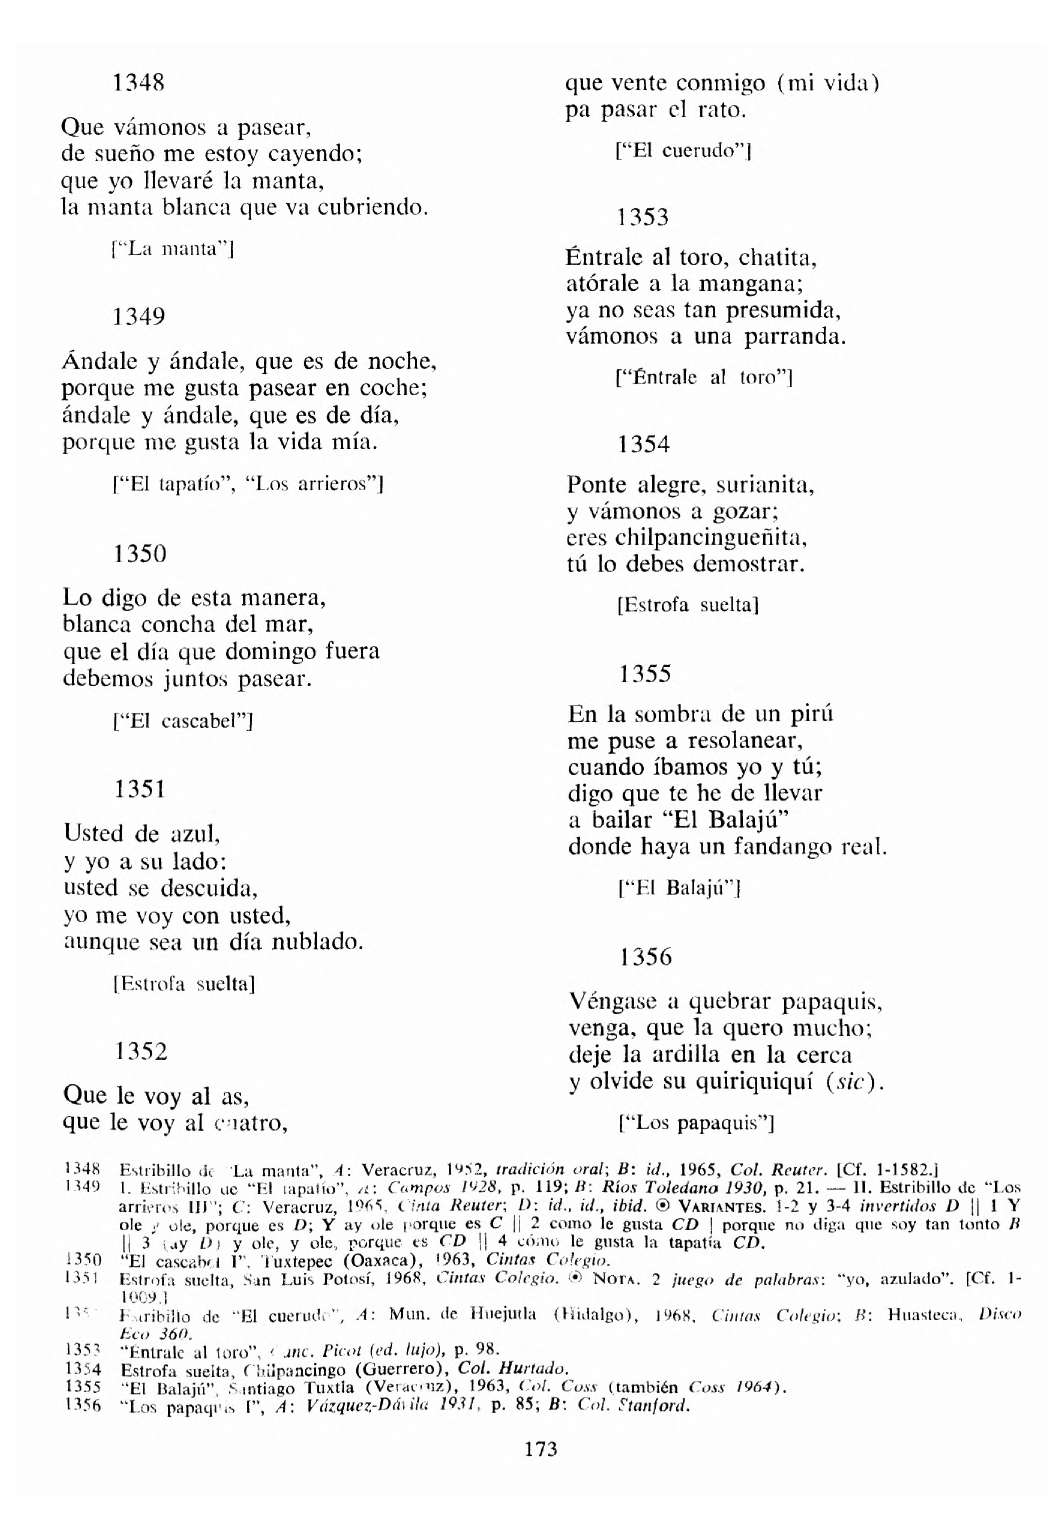 1348
Que vámonos a pasear,
de sueño me estoy cayendo;
que yo llevaré la manta,
la manta blanca que va cubriendo.
[“La manta”]
1349
Ándale y ándale, que es de noche,
porque me gusta pasear en coche;
ándale y ándale, que es de día,
porque me gusta la vida mía.
[“El tapatío”, “Los arrieros”]
1350
Lo digo de esta manera,
blanca concha del mar,
que el día que domingo fuera
debemos juntos pasear.
[“El cascabel”]
1351
Usted de azul,
y yo a su lado:
usted se descuida,
yo me voy con usted,
aunque sea un día nublado.
[Estrofa suelta]
1352
Que le voy al as,
que le voy al cuatro,
que vente conmigo (mi vida)
pa pasar el rato.
[“El cuerudo”]
1353
Éntrale al toro, chatita,
atórale a la mangana;
ya no seas tan presumida,
vámonos a una parranda.
[“Éntrale al toro”]
1354
Ponte alegre, surianita,
y vámonos a gozar;
eres chilpancingueñita,
tú lo debes demostrar.
[Estrofa suelta]
1355
En la sombra de un pirú
me puse a resolanear,
cuando íbamos yo y tú;
digo que te he de llevar
a bailar “El Balajú”
donde haya un fandango real.
[“El Balajú”]
1356
Véngase a quebrar papaquis,
venga, que la quero mucho;
deje la ardilla en la cerca
y olvide su quiriquiquí (sic).
[“Los papaquis”]
1348 Estribillo de “La manta”, A: Veracruz, 1952, tradición oral; B: id., 1965, Col. Reuter. [Cf. 1-1582.]
1349 I. Estribillo de “El tapatío”, A: Campos 1928, p. 119; B: Ríos Toledano 1930, p. 21. — II. Estribillo de “Los
arrieros III”; C: Veracruz, 1965, Cinta Reuter; D: id., id., ibid. ⦿ VARIANTES. 1-2 y 3-4 invertidos D || 1 Y
ole y ole, porque es D; Y ay ole porque es C || 2 como le gusta CD | porque no diga que soy tan tonto B
|| 3 (ay D) y ole, y ole, porque es CD || 4 cómo le gusta la tapatía CD.
1350 “El cascabel I”, Tuxtepec (Oaxaca), 1963, Cintas Colegio.
1351 Estrofa suelta, San Luis Potosí, 1968, Cintas Colegio. ⦿ NOTA. 2 juego de palabras: “yo, azulado”. [Cf. 1-
1009.]
Estribillo de “El cuerudo”, A: Mun. de Huejutla (Hidalgo), 1968, Cintas Colegio; B: Huasteca, Disco
Eco 360.
1353 “Éntrale al toro”, Canc. Picot (ed. lujo), p. 98.
1354 Estrofa suelta, Chilpancingo (Guerrero), Col. Hurtado.
1355 “El Balajú”, Santiago Tuxtla (Veracruz), 1963, Col. Coss (también Coss 1964).
1356 “Los papaquis I”, A: Vázquez-Dávila 1931, p. 85; B: Col. Stanford.
173